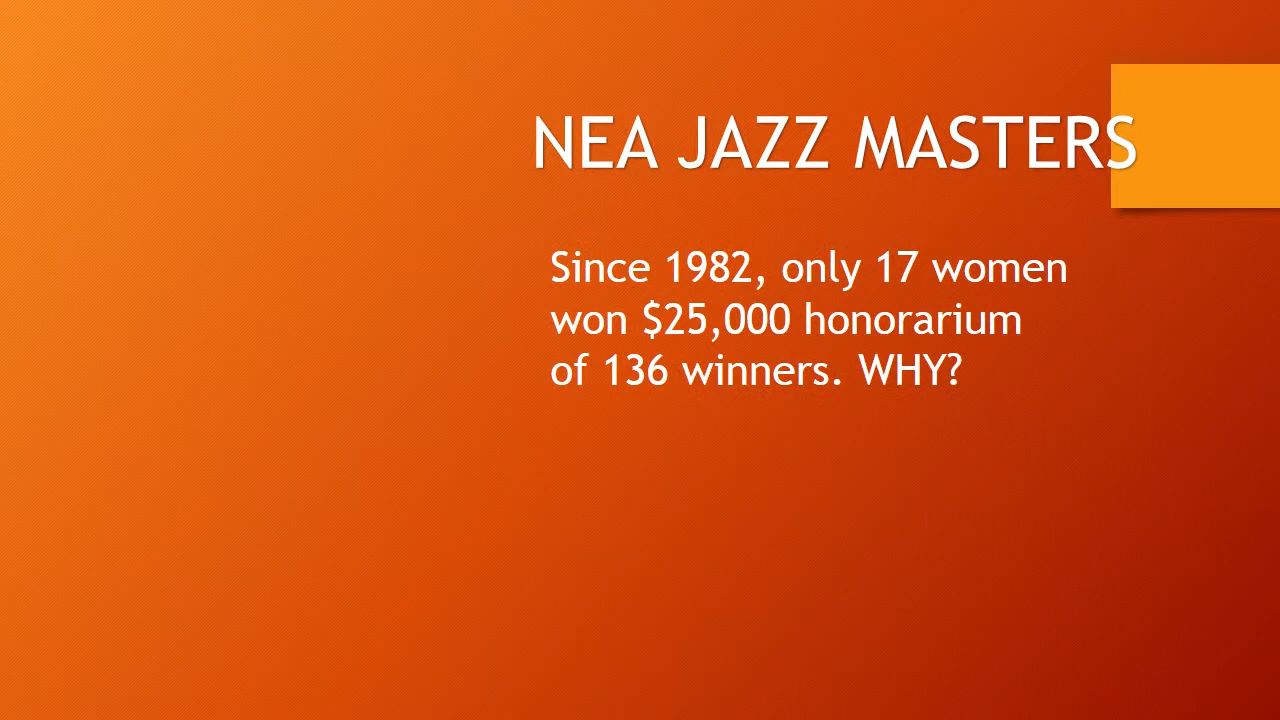 NEA JAZZ MASTERS
Since 1982, only 17 women
won $25,000 honorarium
of 136 winners. WHY?